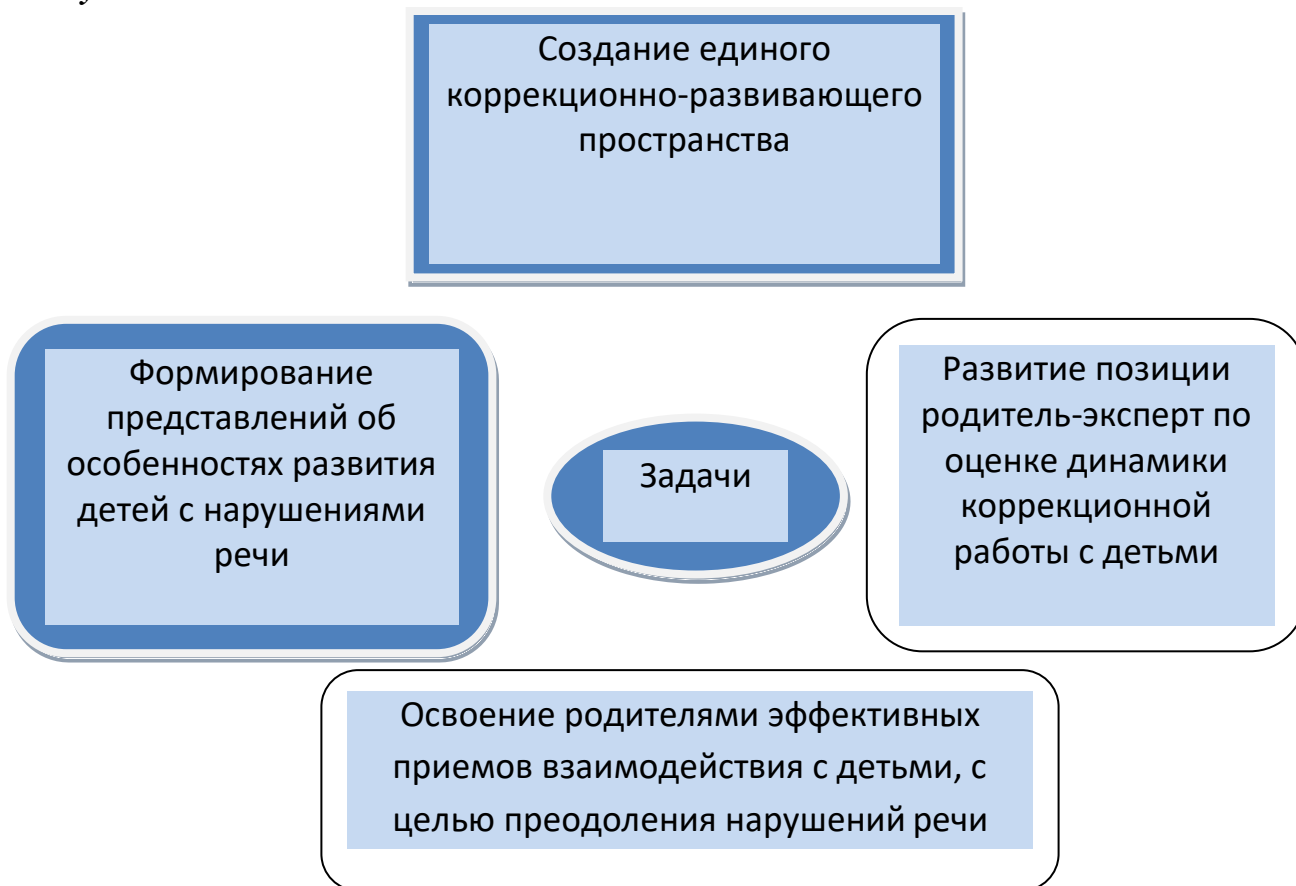 Создание единого
коррекционно-развивающего
пространства
Формирование
представлений об
особенностях развития
детей с нарушениями
речи
Задачи
Развитие позиции
родитель-эксперт по
оценке динамики
коррекционной
работы с детьми
Освоение родителями эффективных
приемов взаимодействия с детьми, с
целью преодоления нарушений речи